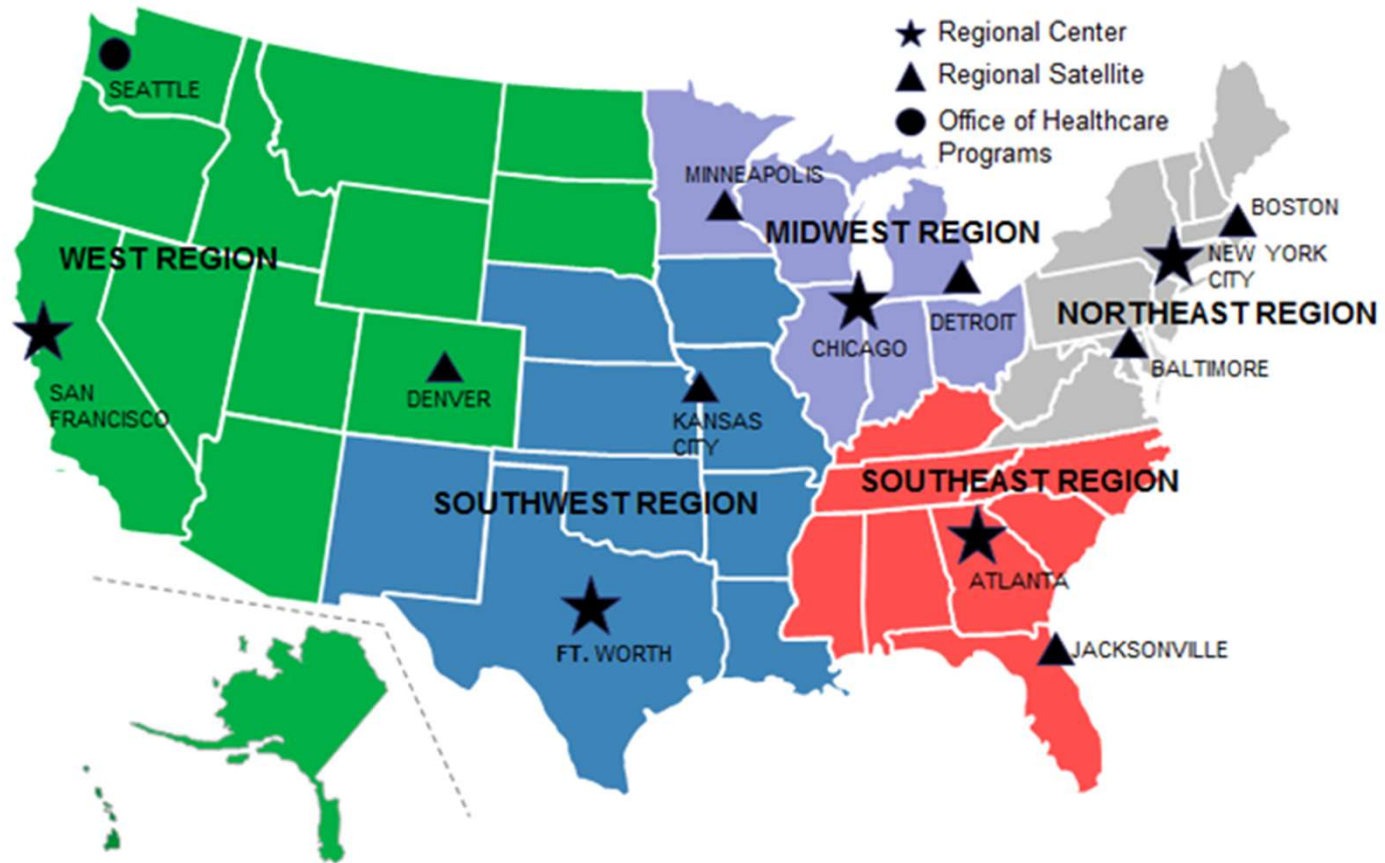 Regional Center
Regional Satellite
Office of Healthcare
Programs
SEATTLE
MINNEAPOLIS
BOSTON
MIDWEST REGION
WEST REGION
NEW YORK
CITY
NORTHEAST REGION
DETROIT
CHICAGO
BALTIMORE
SAN
FRANCISCO
DENVER
KANSAS
CITY
SOUTHEAST REGION
SOUTHWEST REGION
ATLANTA
FT. WORTH
JACKSONVILLE